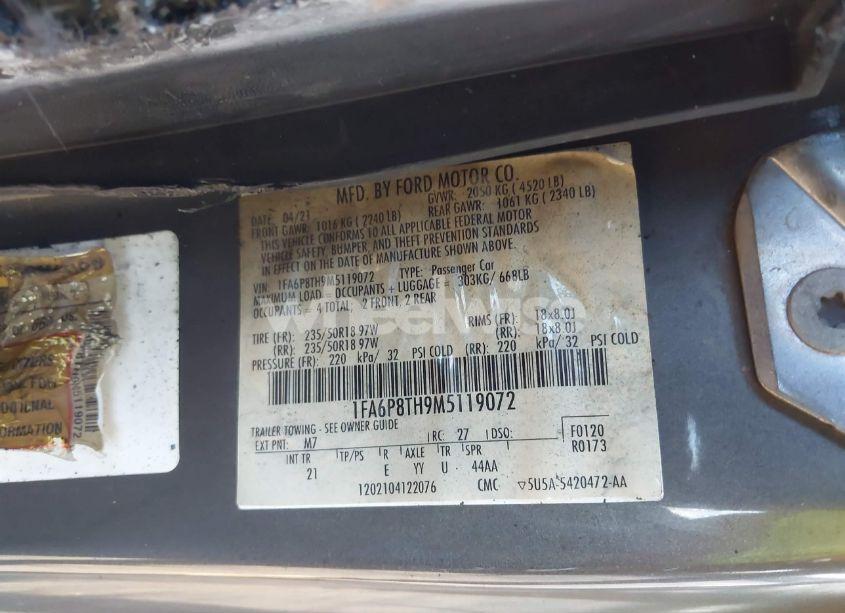 MFD. BY FORD MOTOR CO.
DATE 04/21 GVWR: 2050 KG ( 4520 LB)
FRONT GAWR: 1016 KG ( 2240 LB) REAR GAWR: 1061 KG ( 2340 LB)
THIS VEHICLE CONFORMS TO ALL APPLICABLE FEDERAL MOTOR
VEHICLE SAFETY, BUMPER, AND THEFT PREVENTION STANDARDS
IN EFFECT ON THE DATE OF MANUFACTURE SHOWN ABOVE.
VIN: 1FA6P8TH9M5119072 TYPE: Passenger Car
MAXIMUM LOAD = OCCUPANTS + LUGGAGE = 303KG/ 668LB
OCCUPANTS = 4 TOTAL, 2 FRONT, 2 REAR
wheelwise
TIRE (FR): 235/50R18 97W RIMS (FR): 18x8.0J
(RR): 235/50R18 97W (RR): 18x8.0J
PRESSURE (FR): 220 kPa/ 32 PSI COLD (RR): 220 kPa/ 32 PSI COLD
1FA6P8TH9M5119072
TRAILER TOWING - SEE OWNER GUIDE
EXT PNT: M7 RC: 27 DSO: F0120
R0173
INT TR TP/PS R AXLE TR SPR
21 E YY U 44AA
1202104122076 CMC ▽5U5A-5420472-AA
FOR
INFORMATION
119072